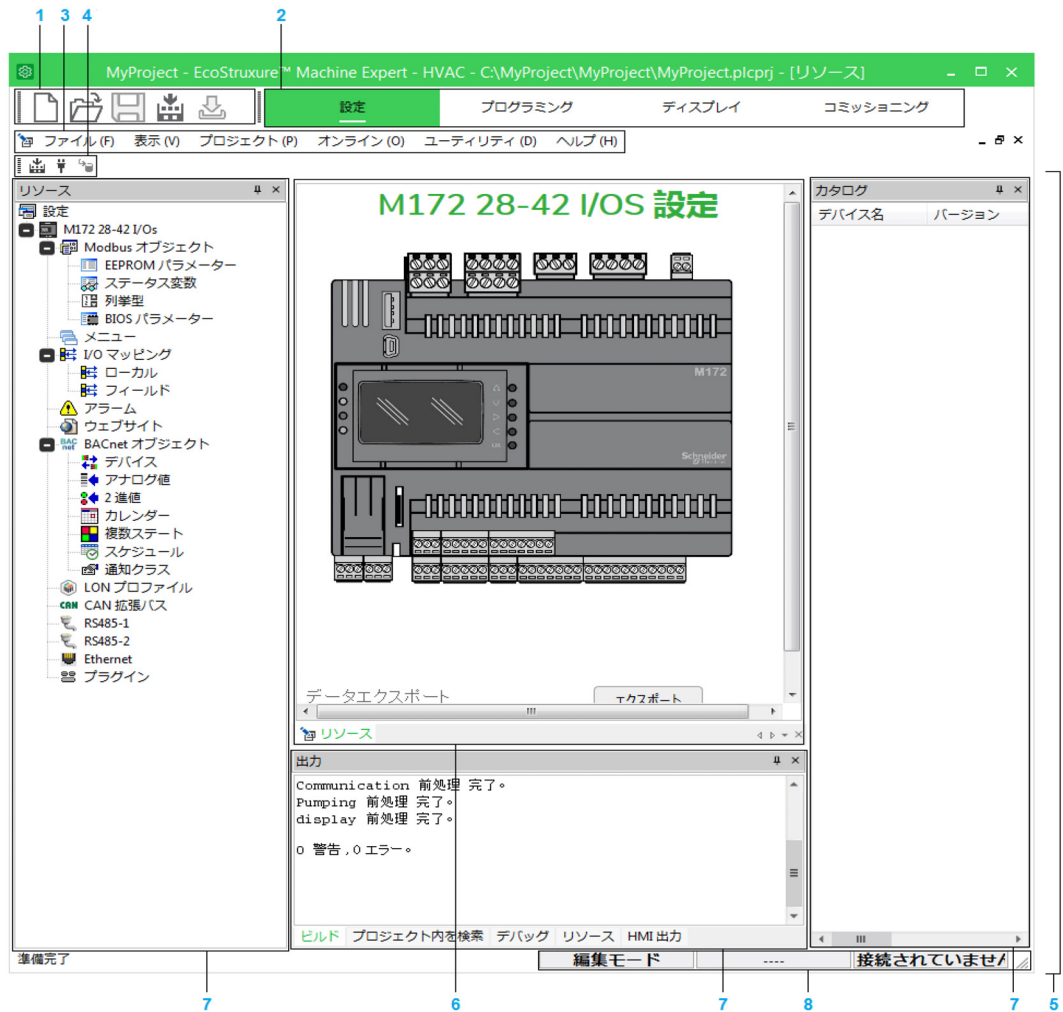 1 3 4 2
MyProject - EcoStruxure™ Machine Expert - HVAC - C:\MyProject\MyProject\MyProject.plcprj - [リソース]
設定 プログラミング ディスプレイ コミッショニング
ファイル (F) 表示 (V) プロジェクト (P) オンライン (O) ユーティリティ (D) ヘルプ (H)
リソース
設定
M172 28-42 I/Os
Modbus オブジェクト
EEPROM パラメーター
ステータス変数
列挙型
BIOS パラメーター
メニュー
I/O マッピング
ローカル
フィールド
アラーム
ウェブサイト
BAC net BACnet オブジェクト
デバイス
アナログ値
2 進値
カレンダー
複数ステート
スケジュール
通知クラス
LON プロファイル
CAN CAN 拡張バス
RS485-1
RS485-2
Ethernet
プラグイン
M172 28-42 I/OS 設定
M172
Schneider Electric
データエクスポート エクスポート
リソース
カタログ
デバイス名 バージョン
出力
Communication 前処理 完了。
Pumping 前処理 完了。
display 前処理 完了。
0 警告 , 0 エラー。
ビルド プロジェクト内を検索 デバッグ リソース HMI 出力
準備完了 編集モード ---- 接続されていませ
7 6 7 8 7 5